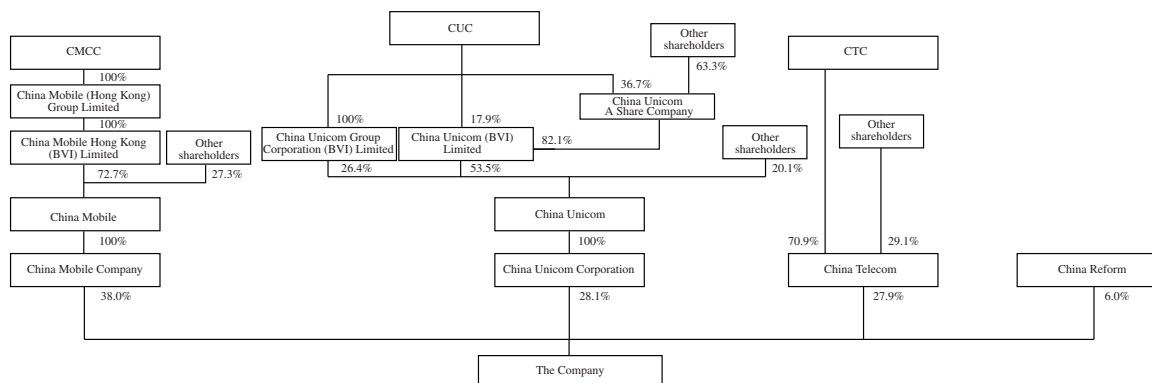 CUC
Other
shareholders
CMCC
CTC
63.3%
100%
36.7%
China Mobile (Hong Kong)
Group Limited
China Unicom
A Share Company
100%
100%
17.9%
China Mobile Hong Kong
(BVI) Limited
Other
shareholders
China Unicom Group
Corporation (BVI) Limited
China Unicom (BVI)
Limited
82.1%
Other
shareholders
Other
shareholders
72.7%
27.3%
26.4%
53.5%
20.1%
China Mobile
China Unicom
100%
100%
70.9%
29.1%
China Mobile Company
China Unicom Corporation
China Telecom
China Reform
38.0%
28.1%
27.9%
6.0%
The Company